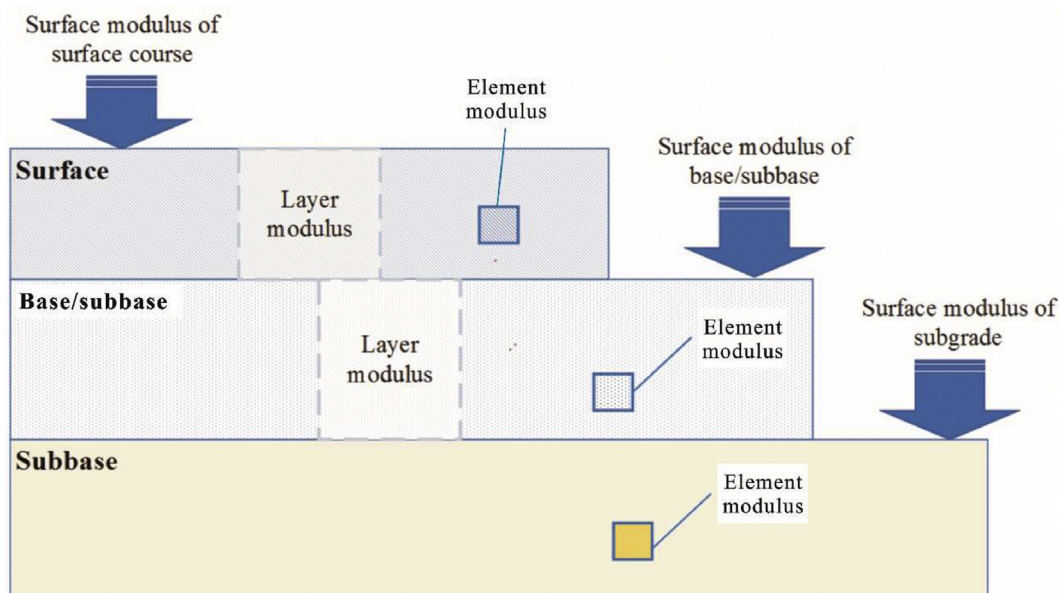 Surface modulus of
surface course
Element
modulus
Surface
Layer
modulus
Surface modulus of
base/subbase
Base/subbase
Layer
modulus
Element
modulus
Surface modulus of
subgrade
Subbase
Element
modulus